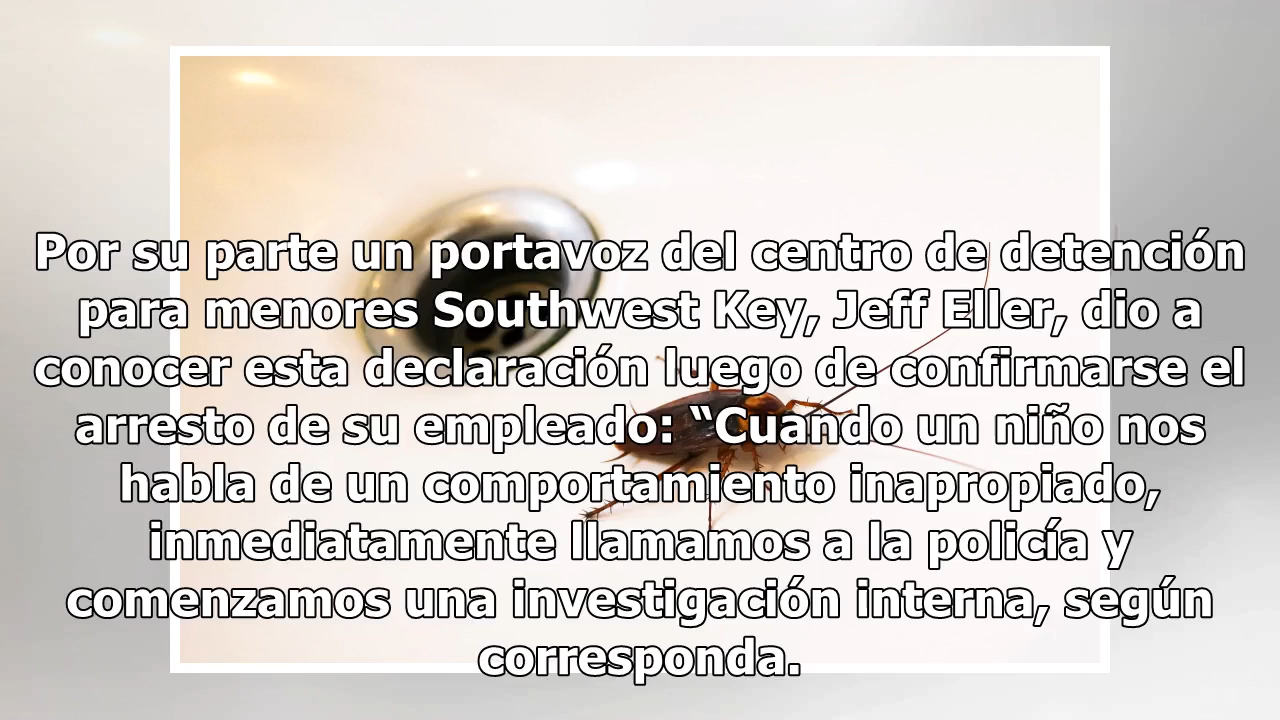 Por su parte un portavoz del centro de detención
para menores Southwest Key, Jeff Eller, dio a
conocer esta declaración luego de confirmarse el
arresto de su empleado: “Cuando un niño nos
habla de un comportamiento inapropiado,
inmediatamente llamamos a la policía y
comenzamos una investigación interna, según
corresponda.